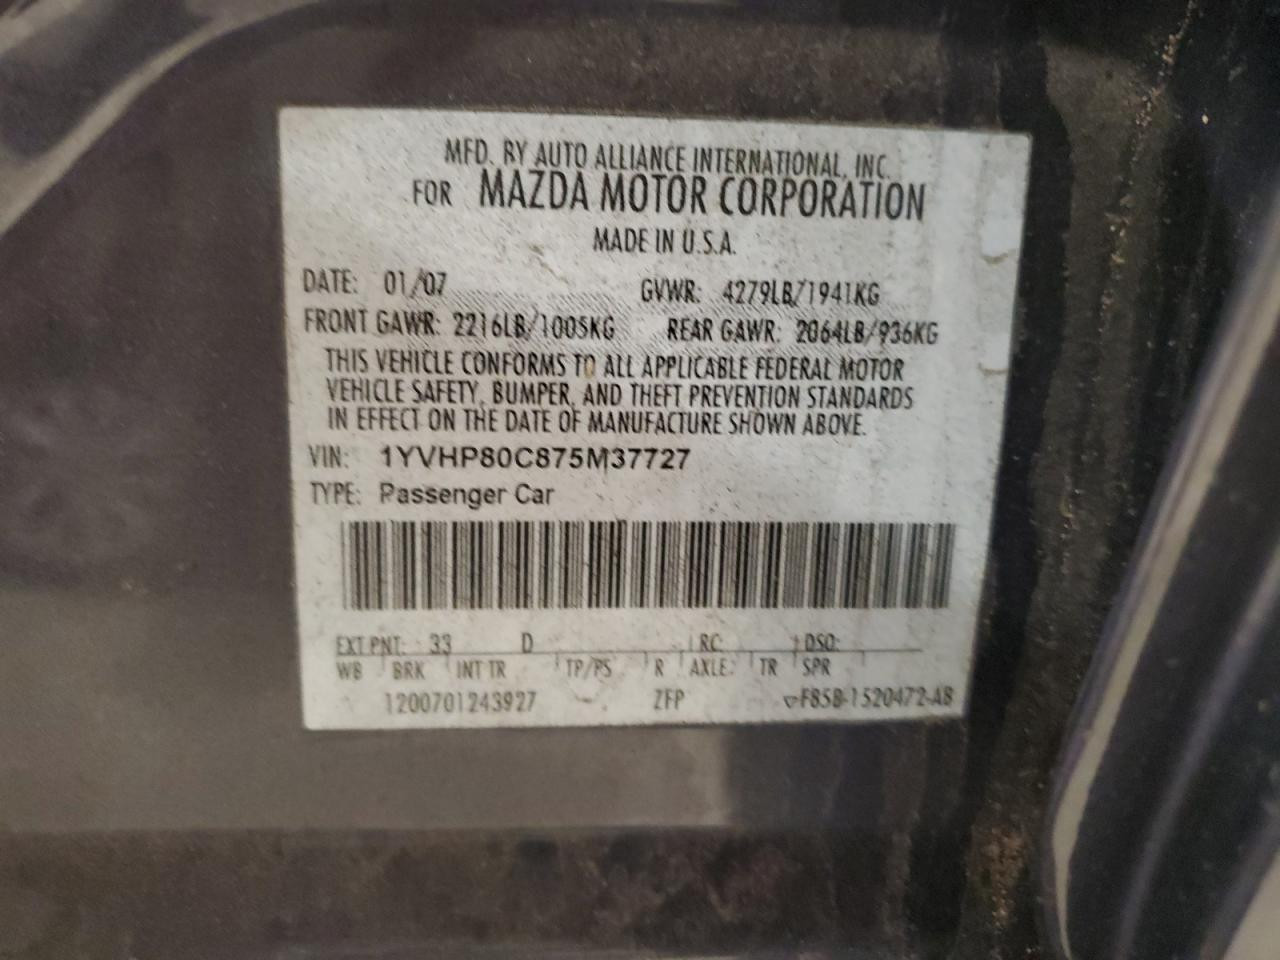 MFD. BY AUTO ALLIANCE INTERNATIONAL, INC.
FOR MAZDA MOTOR CORPORATION
MADE IN U.S.A.
DATE: 01/07 GVWR: 4279LB/1941KG
FRONT GAWR: 2216LB/1005KG REAR GAWR: 2064LB/936KG
THIS VEHICLE CONFORMS TO ALL APPLICABLE FEDERAL MOTOR
VEHICLE SAFETY, BUMPER, AND THEFT PREVENTION STANDARDS
IN EFFECT ON THE DATE OF MANUFACTURE SHOWN ABOVE.
VIN: 1YVHP80C875M37727
TYPE: Passenger Car
EXT PNT: 33 D RC: DSO:
WB BRK INT TR TP/PS R AXLE: TR SPR
1200701243927 ZFP F85B-1520472-AB